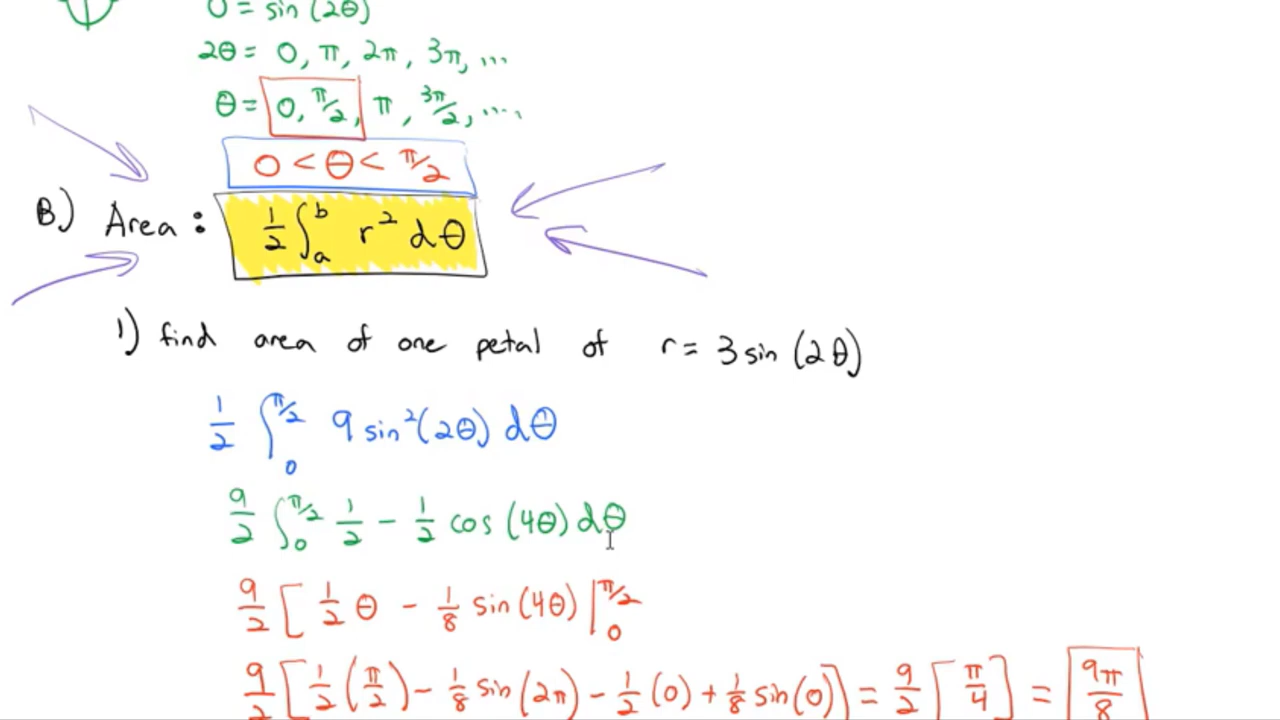 0 = sin (2θ)
2θ = 0, π, 2π, 3π, ...
θ = 0, π/2, π, 3π/2, ....
0 < θ < π/2
B) Area : 1/2 ∫_a^b r² dθ
1) find area of one petal of r = 3 sin (2θ)
1/2 ∫_0^{π/2} 9 sin²(2θ) dθ
9/2 ∫_0^{π/2} 1/2 - 1/2 cos (4θ) dθ
9/2 [ 1/2 θ - 1/8 sin(4θ) |_0^{π/2}
9/2 [ 1/2 (π/2) - 1/8 sin(2π) - 1/2 (0) + 1/8 sin(0) ] = 9/2 [ π/4 ] = 9π/8